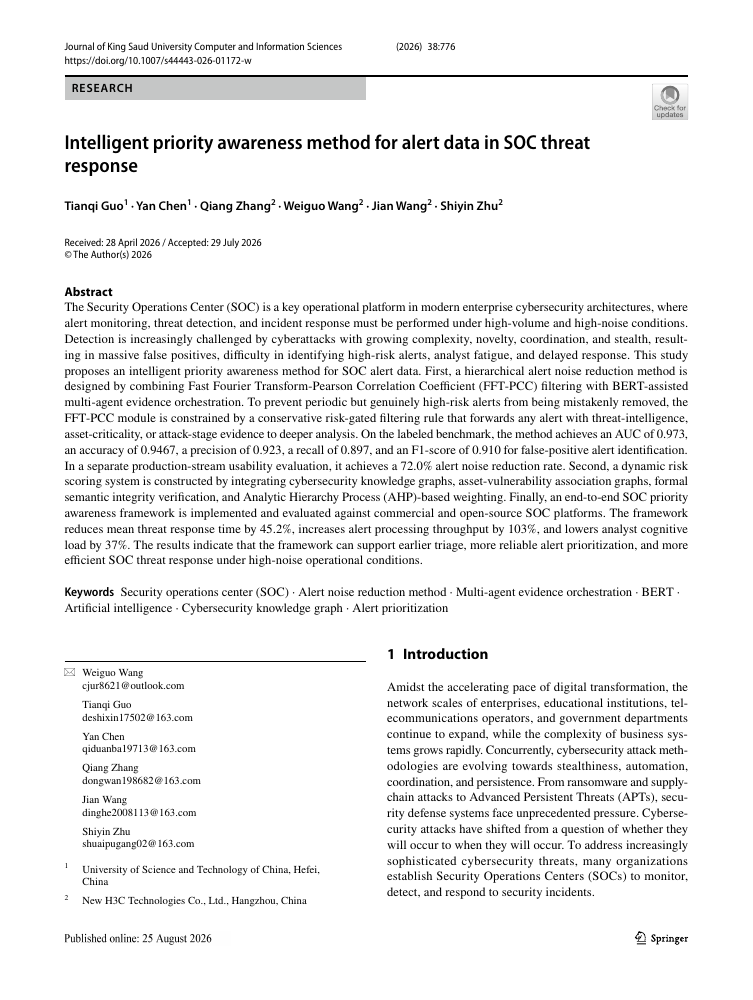 Journal of King Saud University Computer and Information Sciences (2026) 38:776
https://doi.org/10.1007/s44443-026-01172-w
RESEARCH
Check for
updates
Intelligent priority awareness method for alert data in SOC threat
response
Tianqi Guo1 · Yan Chen1 · Qiang Zhang2 · Weiguo Wang2 · Jian Wang2 · Shiyin Zhu2
Received: 28 April 2026 / Accepted: 29 July 2026
© The Author(s) 2026
Abstract
The Security Operations Center (SOC) is a key operational platform in modern enterprise cybersecurity architectures, where
alert monitoring, threat detection, and incident response must be performed under high-volume and high-noise conditions.
Detection is increasingly challenged by cyberattacks with growing complexity, novelty, coordination, and stealth, result-
ing in massive false positives, difficulty in identifying high-risk alerts, analyst fatigue, and delayed response. This study
proposes an intelligent priority awareness method for SOC alert data. First, a hierarchical alert noise reduction method is
designed by combining Fast Fourier Transform-Pearson Correlation Coefficient (FFT-PCC) filtering with BERT-assisted
multi-agent evidence orchestration. To prevent periodic but genuinely high-risk alerts from being mistakenly removed, the
FFT-PCC module is constrained by a conservative risk-gated filtering rule that forwards any alert with threat-intelligence,
asset-criticality, or attack-stage evidence to deeper analysis. On the labeled benchmark, the method achieves an AUC of 0.973,
an accuracy of 0.9467, a precision of 0.923, a recall of 0.897, and an F1-score of 0.910 for false-positive alert identification.
In a separate production-stream usability evaluation, it achieves a 72.0% alert noise reduction rate. Second, a dynamic risk
scoring system is constructed by integrating cybersecurity knowledge graphs, asset-vulnerability association graphs, formal
semantic integrity verification, and Analytic Hierarchy Process (AHP)-based weighting. Finally, an end-to-end SOC priority
awareness framework is implemented and evaluated against commercial and open-source SOC platforms. The framework
reduces mean threat response time by 45.2%, increases alert processing throughput by 103%, and lowers analyst cognitive
load by 37%. The results indicate that the framework can support earlier triage, more reliable alert prioritization, and more
efficient SOC threat response under high-noise operational conditions.
Keywords Security operations center (SOC) · Alert noise reduction method · Multi-agent evidence orchestration · BERT ·
Artificial intelligence · Cybersecurity knowledge graph · Alert prioritization
Weiguo Wang
cjur8621@outlook.com
Tianqi Guo
deshixin17502@163.com
Yan Chen
qiduanba19713@163.com
Qiang Zhang
dongwan198682@163.com
Jian Wang
dinghe2008113@163.com
Shiyin Zhu
shuaipugang02@163.com
1 University of Science and Technology of China, Hefei,
China
2 New H3C Technologies Co., Ltd., Hangzhou, China
1 Introduction
Amidst the accelerating pace of digital transformation, the
network scales of enterprises, educational institutions, tel-
ecommunications operators, and government departments
continue to expand, while the complexity of business sys-
tems grows rapidly. Concurrently, cybersecurity attack meth-
odologies are evolving towards stealthiness, automation,
coordination, and persistence. From ransomware and supply-
chain attacks to Advanced Persistent Threats (APTs), secu-
rity defense systems face unprecedented pressure. Cyberse-
curity attacks have shifted from a question of whether they
will occur to when they will occur. To address increasingly
sophisticated cybersecurity threats, many organizations
establish Security Operations Centers (SOCs) to monitor,
detect, and respond to security incidents.
Published online: 25 August 2026
Springer